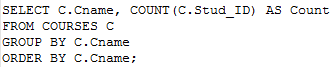 SELECT C.Cname, COUNT(C.Stud_ID) AS Count
FROM COURSES C
GROUP BY C.Cname
ORDER BY C.Cname;